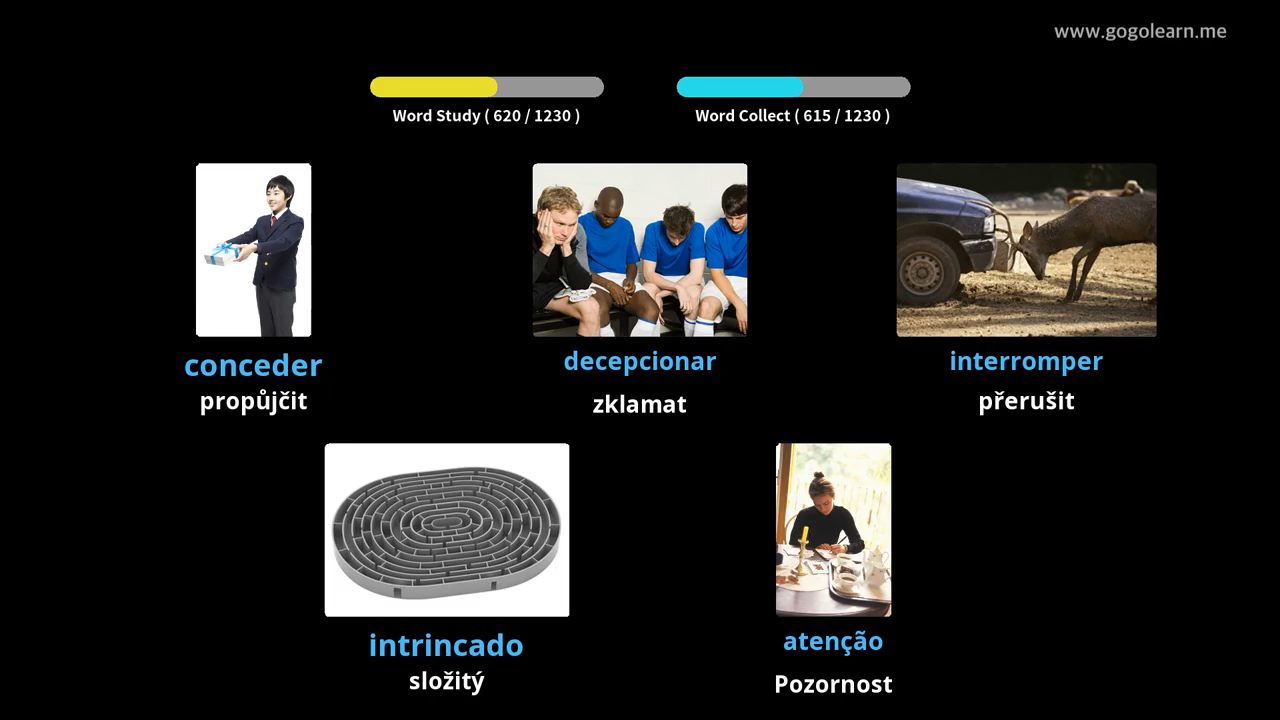 www.gogolearn.me
Word Study ( 620 / 1230 )
Word Collect ( 615 / 1230 )
conceder
propůjčit
decepcionar
zklamat
interromper
přerušit
intrincado
složitý
atenção
Pozornost